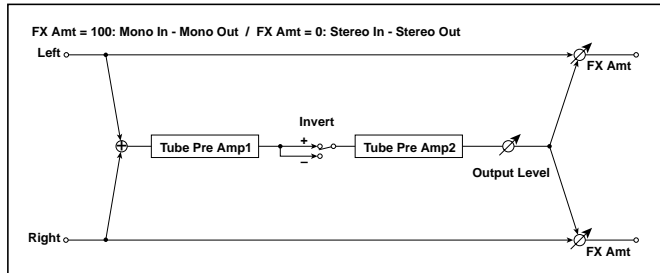 FX Amt = 100: Mono In - Mono Out / FX Amt = 0: Stereo In - Stereo Out
Left
FX Amt
Invert
+
Tube Pre Amp1
Tube Pre Amp2
−
Output Level
Right
FX Amt